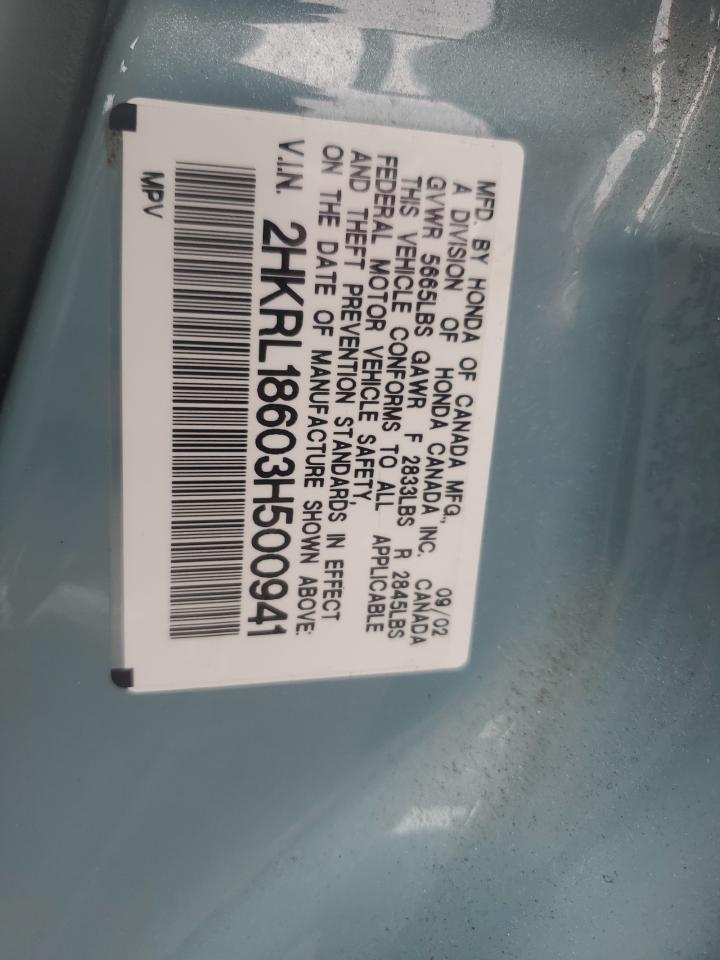 MFD. BY HONDA OF CANADA MFG., 09/02
A DIVISION OF HONDA CANADA INC. CANADA
GVWR 5665LBS GAWR F 2833LBS R 2845LBS
THIS VEHICLE CONFORMS TO ALL APPLICABLE
FEDERAL MOTOR VEHICLE SAFETY,
AND THEFT PREVENTION STANDARDS IN EFFECT
ON THE DATE OF MANUFACTURE SHOWN ABOVE:
V.I.N. 2HKRL18603H500941
MPV